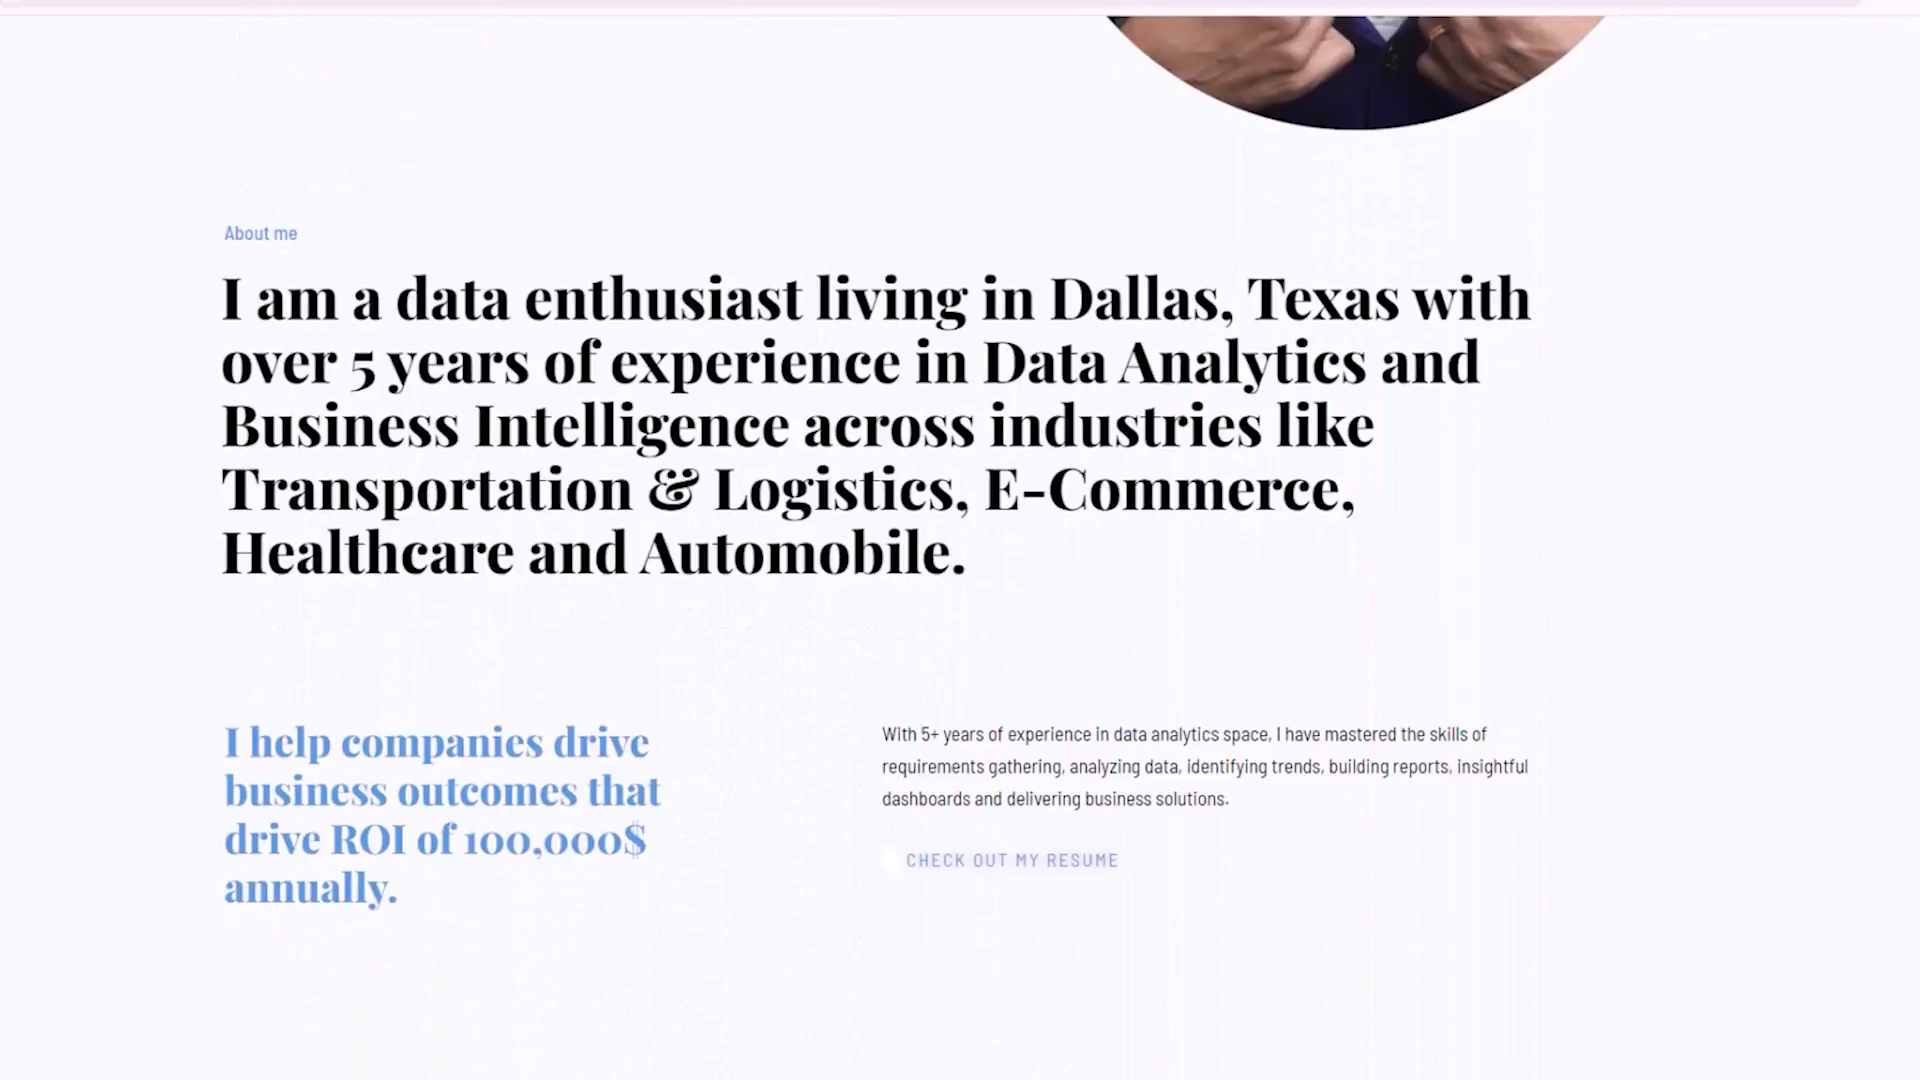 About me
I am a data enthusiast living in Dallas, Texas with
over 5 years of experience in Data Analytics and
Business Intelligence across industries like
Transportation & Logistics, E-Commerce,
Healthcare and Automobile.
I help companies drive
business outcomes that
drive ROI of 100,000$
annually.
With 5+ years of experience in data analytics space, I have mastered the skills of
requirements gathering, analyzing data, identifying trends, building reports, insightful
dashboards and delivering business solutions.
CHECK OUT MY RESUME